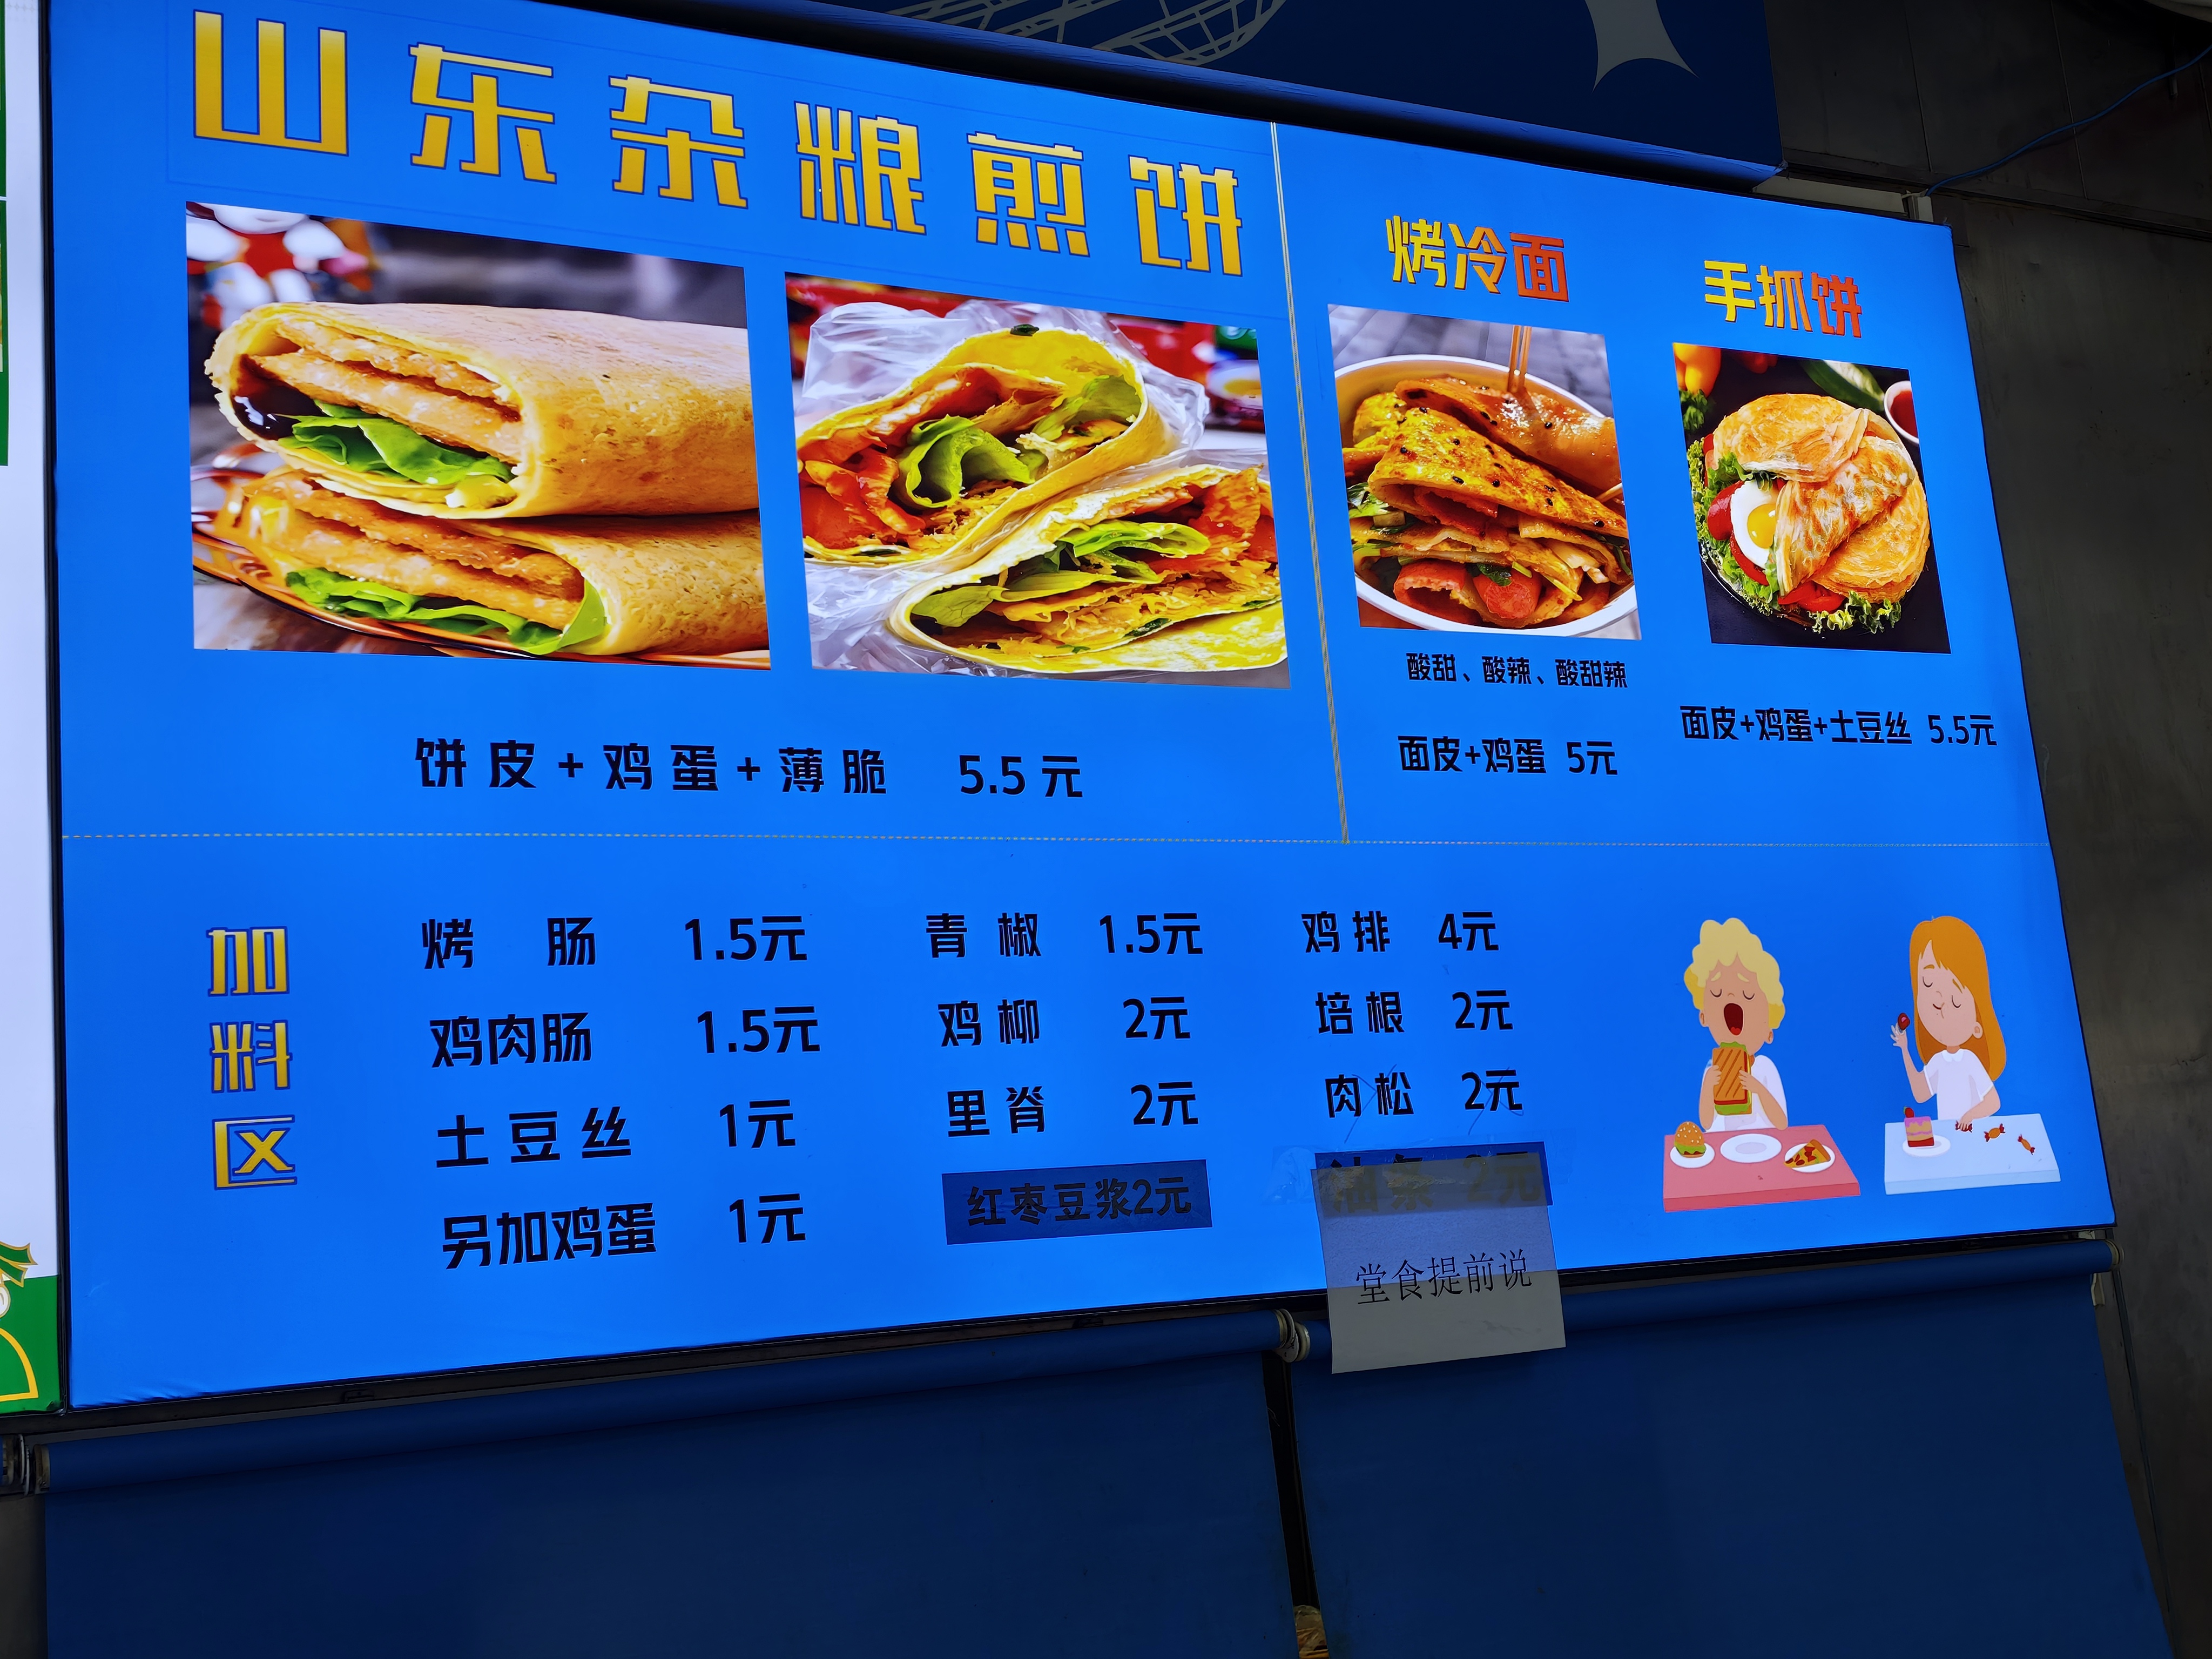 山东杂粮煎饼
烤冷面
手抓饼
酸甜、酸辣、酸甜辣
饼皮+鸡蛋+薄脆 5.5元
面皮+鸡蛋 5元
面皮+鸡蛋+土豆丝 5.5元
加料区
烤肠 1.5元
鸡肉肠 1.5元
土豆丝 1元
另加鸡蛋 1元
青椒 1.5元
鸡柳 2元
里脊 2元
红枣豆浆2元
鸡排 4元
培根 2元
肉松 2元
油条 2元
堂食提前说